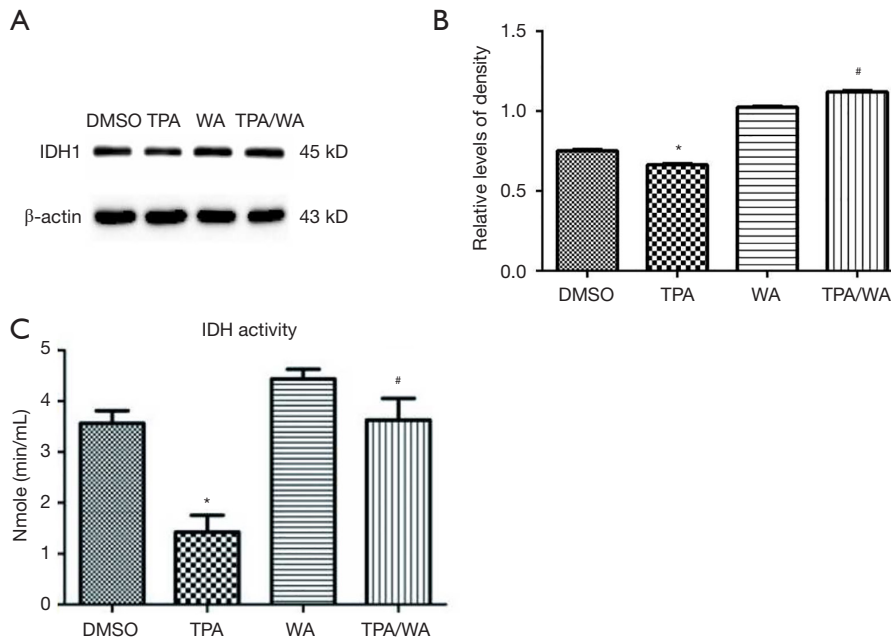 A
DMSO TPA WA TPA/WA
IDH1 45 kD
β-actin 43 kD
B
Relative levels of density
1.5
1.0
0.5
0.0
*
#
DMSO TPA WA TPA/WA
C
IDH activity
Nmole (min/mL)
5
4
3
2
1
0
*
#
DMSO TPA WA TPA/WA